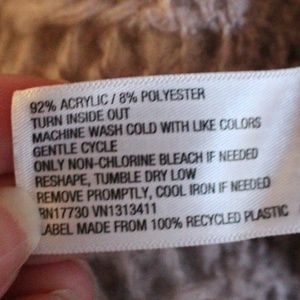 92% ACRYLIC / 8% POLYESTER
TURN INSIDE OUT
MACHINE WASH COLD WITH LIKE COLORS
GENTLE CYCLE
ONLY NON-CHLORINE BLEACH IF NEEDED
RESHAPE, TUMBLE DRY LOW
REMOVE PROMPTLY, COOL IRON IF NEEDED
RN17730 VN1313411
LABEL MADE FROM 100% RECYCLED PLASTIC